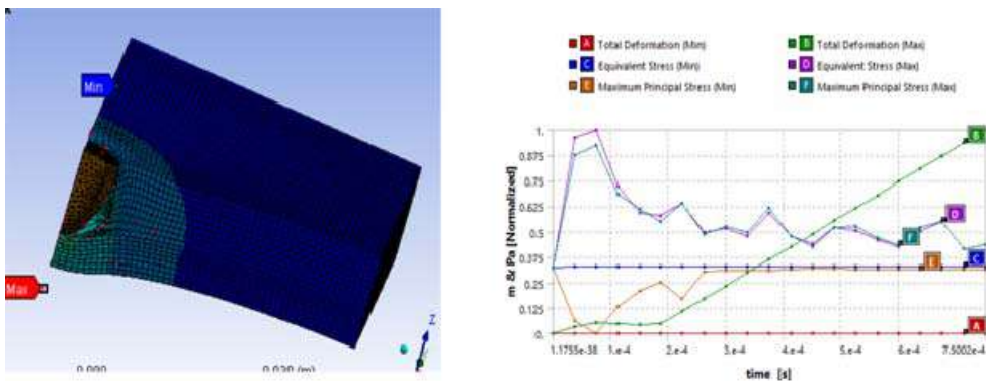 Min
Max
0.000
(m)
Z
A Total Deformation (Min)
B Total Deformation (Max)
C Equivalent Stress (Min)
D Equivalent Stress (Max)
E Maximum Principal Stress (Min)
F Maximum Principal Stress (Max)
m & Pa [Normalized]
1.
0.875
0.75
0.625
0.5
0.375
0.25
0.125
0.
B
D
F
C
E
A
1.1755e-38 1.e-4 2.e-4 3.e-4 4.e-4 5.e-4 6.e-4 7.5002e-4
time [s]